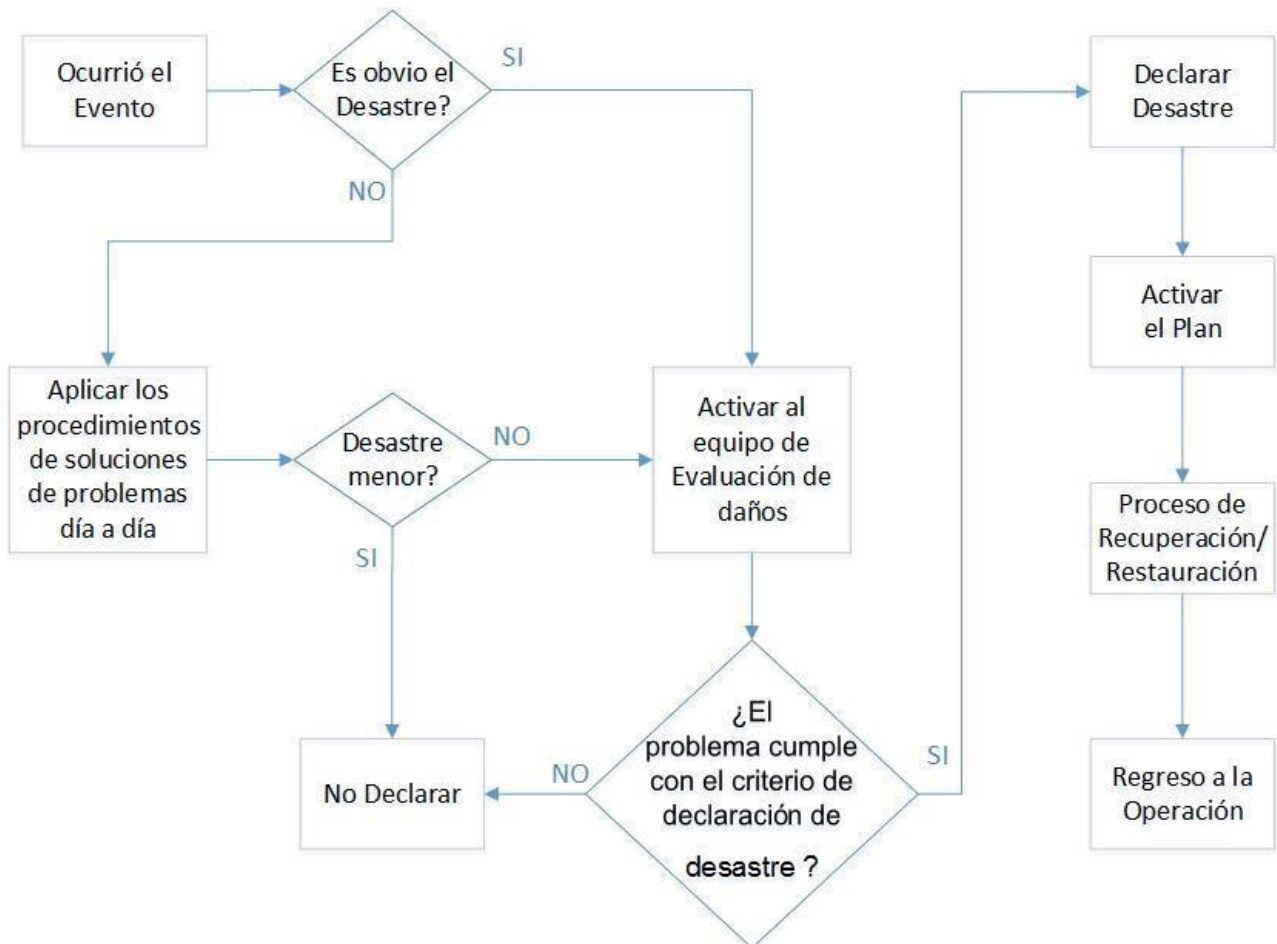 Ocurrió el
Evento
Es obvio el
Desastre?
SI
NO
Declarar
Desastre
Activar
el Plan
Aplicar los
procedimientos
de soluciones
de problemas
día a día
Desastre
menor?
NO
SI
Activar al
equipo de
Evaluación de
daños
Proceso de
Recuperación/
Restauración
No Declarar
NO
¿El
problema cumple
con el criterio de
declaración de
desastre ?
SI
Regreso a la
Operación